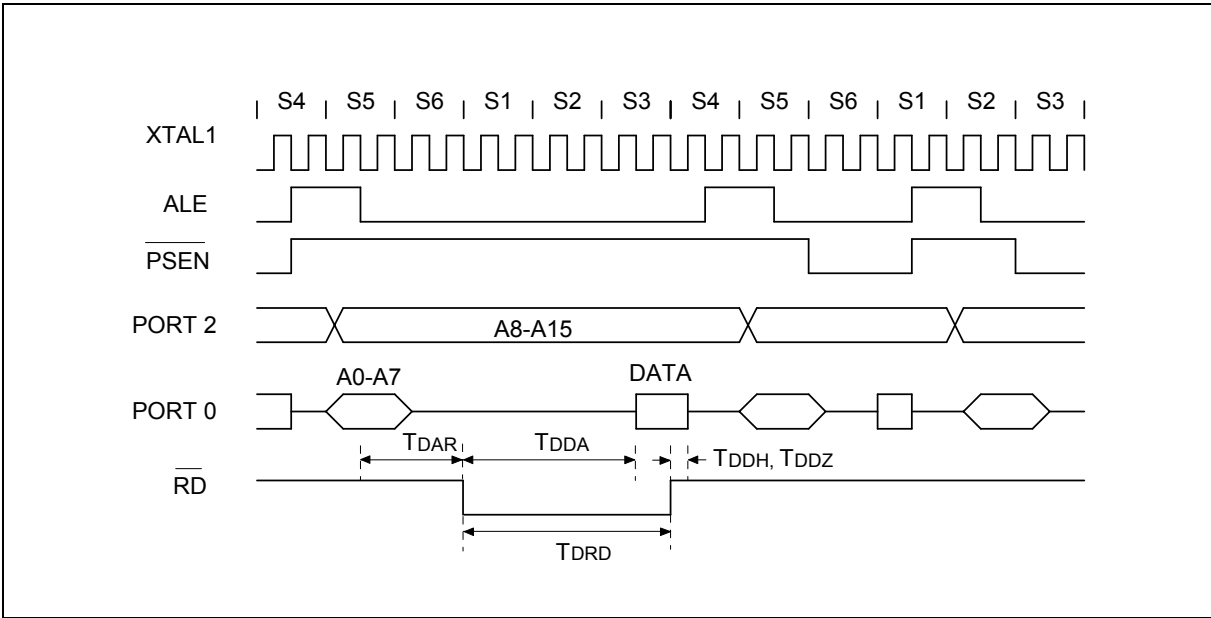 S4 S5 S6 S1 S2 S3 S4 S5 S6 S1 S2 S3
XTAL1
ALE
PSEN
PORT 2
A8-A15
A0-A7
DATA
PORT 0
TDAR
TDDA
TDDH, TDDZ
RD
TDRD